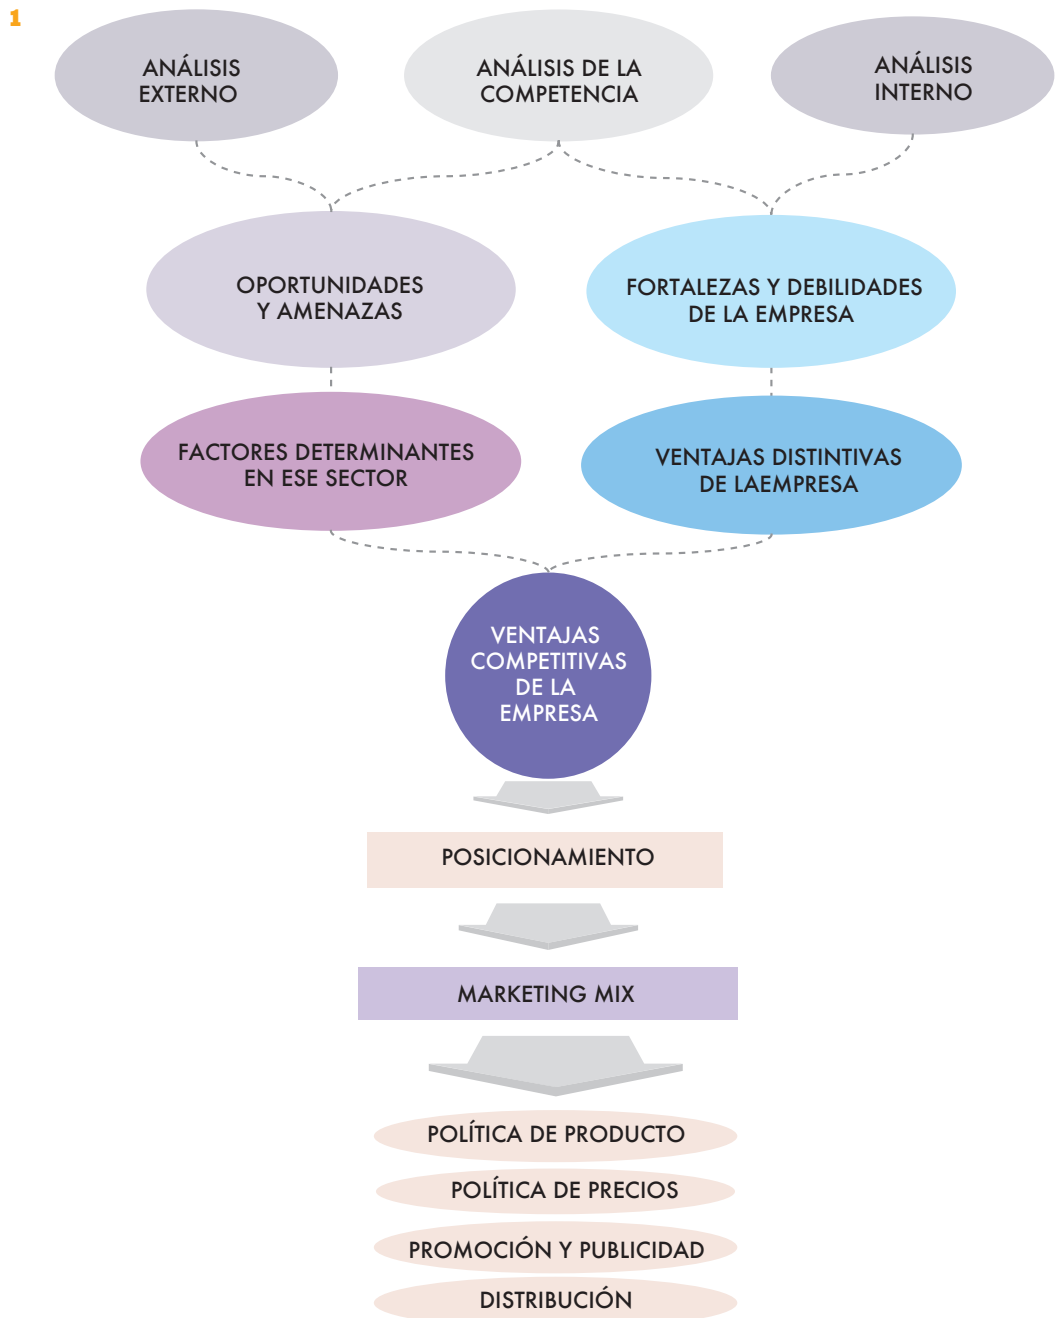 1
ANÁLISIS
EXTERNO
ANÁLISIS DE LA
COMPETENCIA
ANÁLISIS
INTERNO
OPORTUNIDADES
Y AMENAZAS
FORTALEZAS Y DEBILIDADES
DE LA EMPRESA
FACTORES DETERMINANTES
EN ESE SECTOR
VENTAJAS DISTINTIVAS
DE LAEMPRESA
VENTAJAS
COMPETITIVAS
DE LA
EMPRESA
POSICIONAMIENTO
MARKETING MIX
POLÍTICA DE PRODUCTO
POLÍTICA DE PRECIOS
PROMOCIÓN Y PUBLICIDAD
DISTRIBUCIÓN